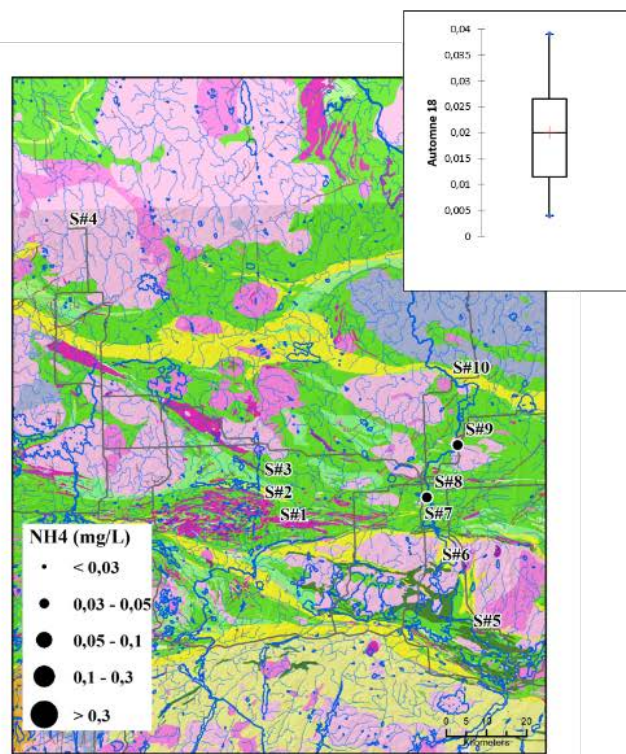 0,04
0,035
0,03
0,025
0,02
0,015
0,01
0,005
0
Automne 18
S#4
S#10
S#9
S#3
S#8
S#2
S#7
S#1
S#6
S#5
NH4 (mg/L)
< 0,03
0,03 - 0,05
0,05 - 0,1
0,1 - 0,3
> 0,3
0 5 10 20
Kilometers